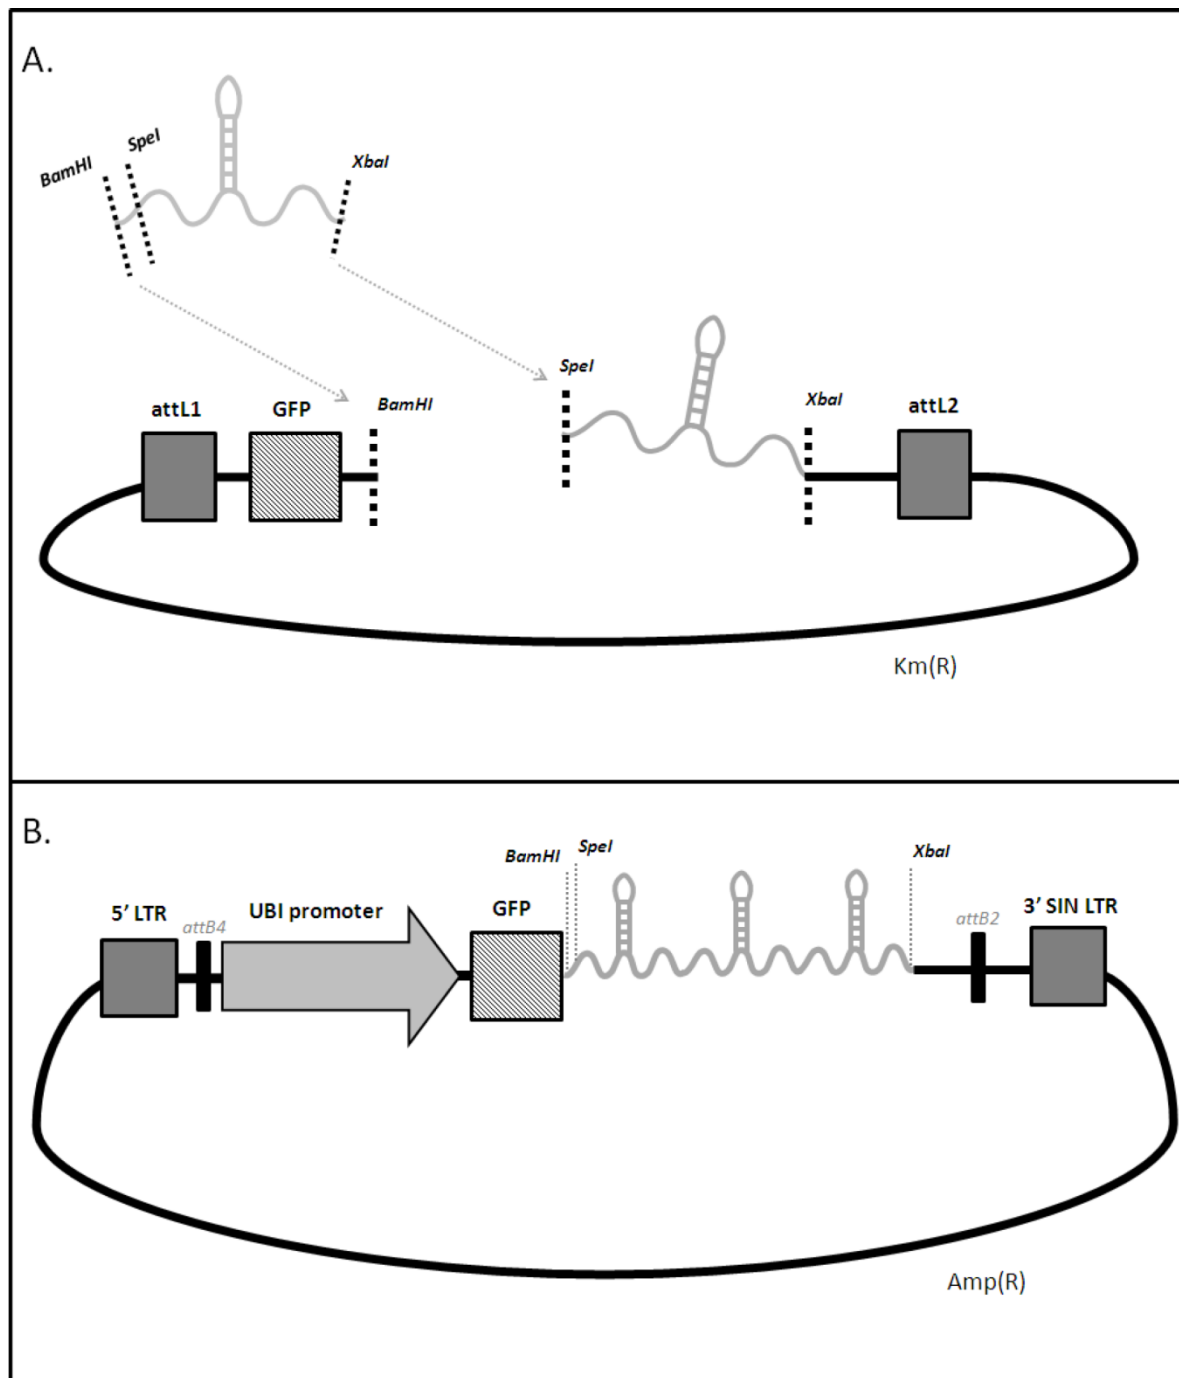 A.
BamHI
SpeI
XbaI
SpeI
attL1
GFP
BamHI
XbaI
attL2
Km(R)
B.
BamHI
SpeI
XbaI
5' LTR
attB4
UBI promoter
GFP
attB2
3' SIN LTR
Amp(R)